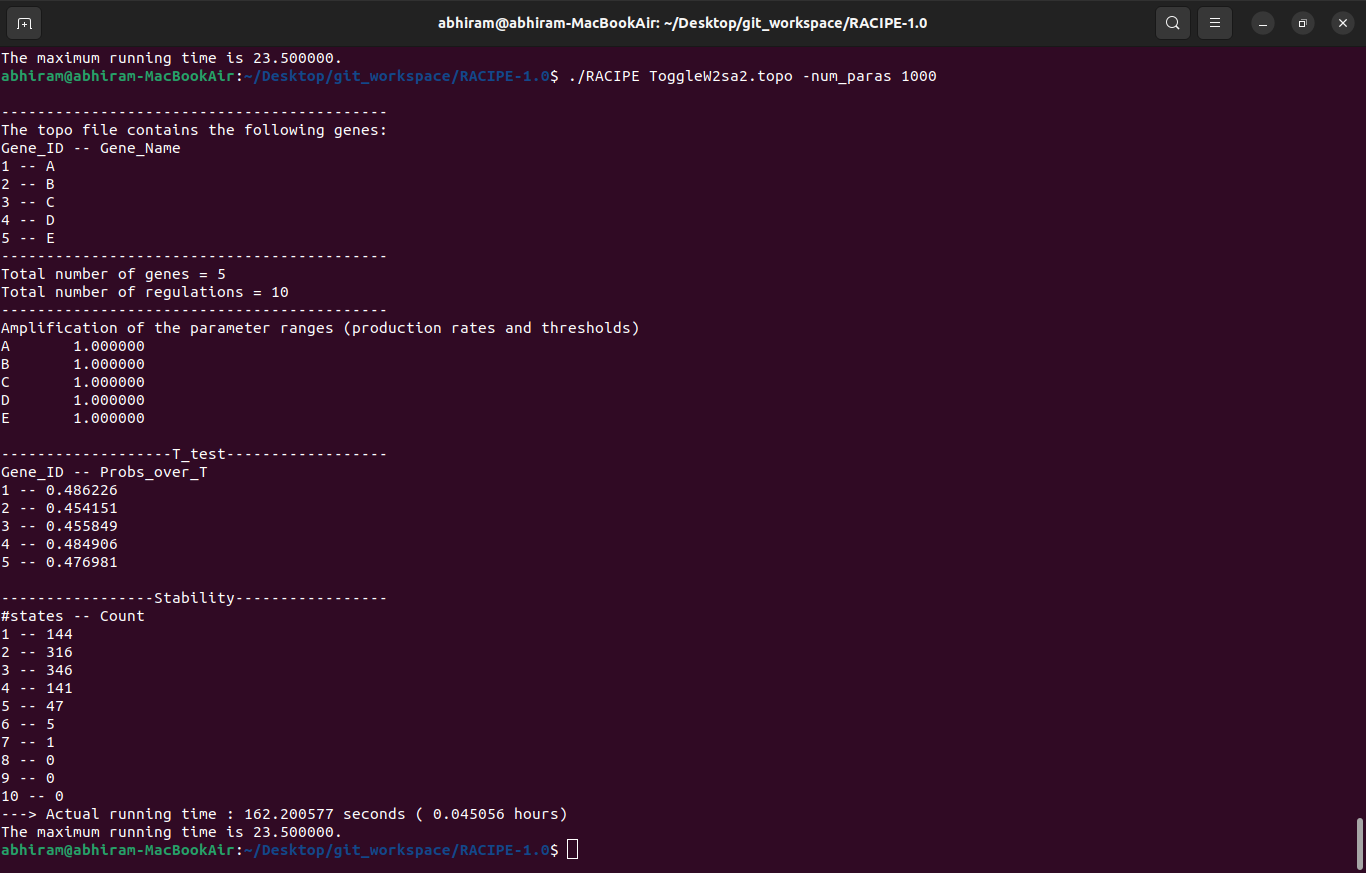 abhiram@abhiram-MacBookAir: ~/Desktop/git_workspace/RACIPE-1.0
The maximum running time is 23.500000.
abhiram@abhiram-MacBookAir:~/Desktop/git_workspace/RACIPE-1.0$ ./RACIPE ToggleW2sa2.topo -num_paras 1000
-------------------------------------------
The topo file contains the following genes:
Gene_ID -- Gene_Name
1 -- A
2 -- B
3 -- C
4 -- D
5 -- E
-------------------------------------------
Total number of genes = 5
Total number of regulations = 10
-------------------------------------------
Amplification of the parameter ranges (production rates and thresholds)
A       1.000000
B       1.000000
C       1.000000
D       1.000000
E       1.000000
-------------------T_test------------------
Gene_ID -- Probs_over_T
1 -- 0.486226
2 -- 0.454151
3 -- 0.455849
4 -- 0.484906
5 -- 0.476981
-----------------Stability-----------------
#states -- Count
1 -- 144
2 -- 316
3 -- 346
4 -- 141
5 -- 47
6 -- 5
7 -- 1
8 -- 0
9 -- 0
10 -- 0
---> Actual running time : 162.200577 seconds ( 0.045056 hours)
The maximum running time is 23.500000.
abhiram@abhiram-MacBookAir:~/Desktop/git_workspace/RACIPE-1.0$